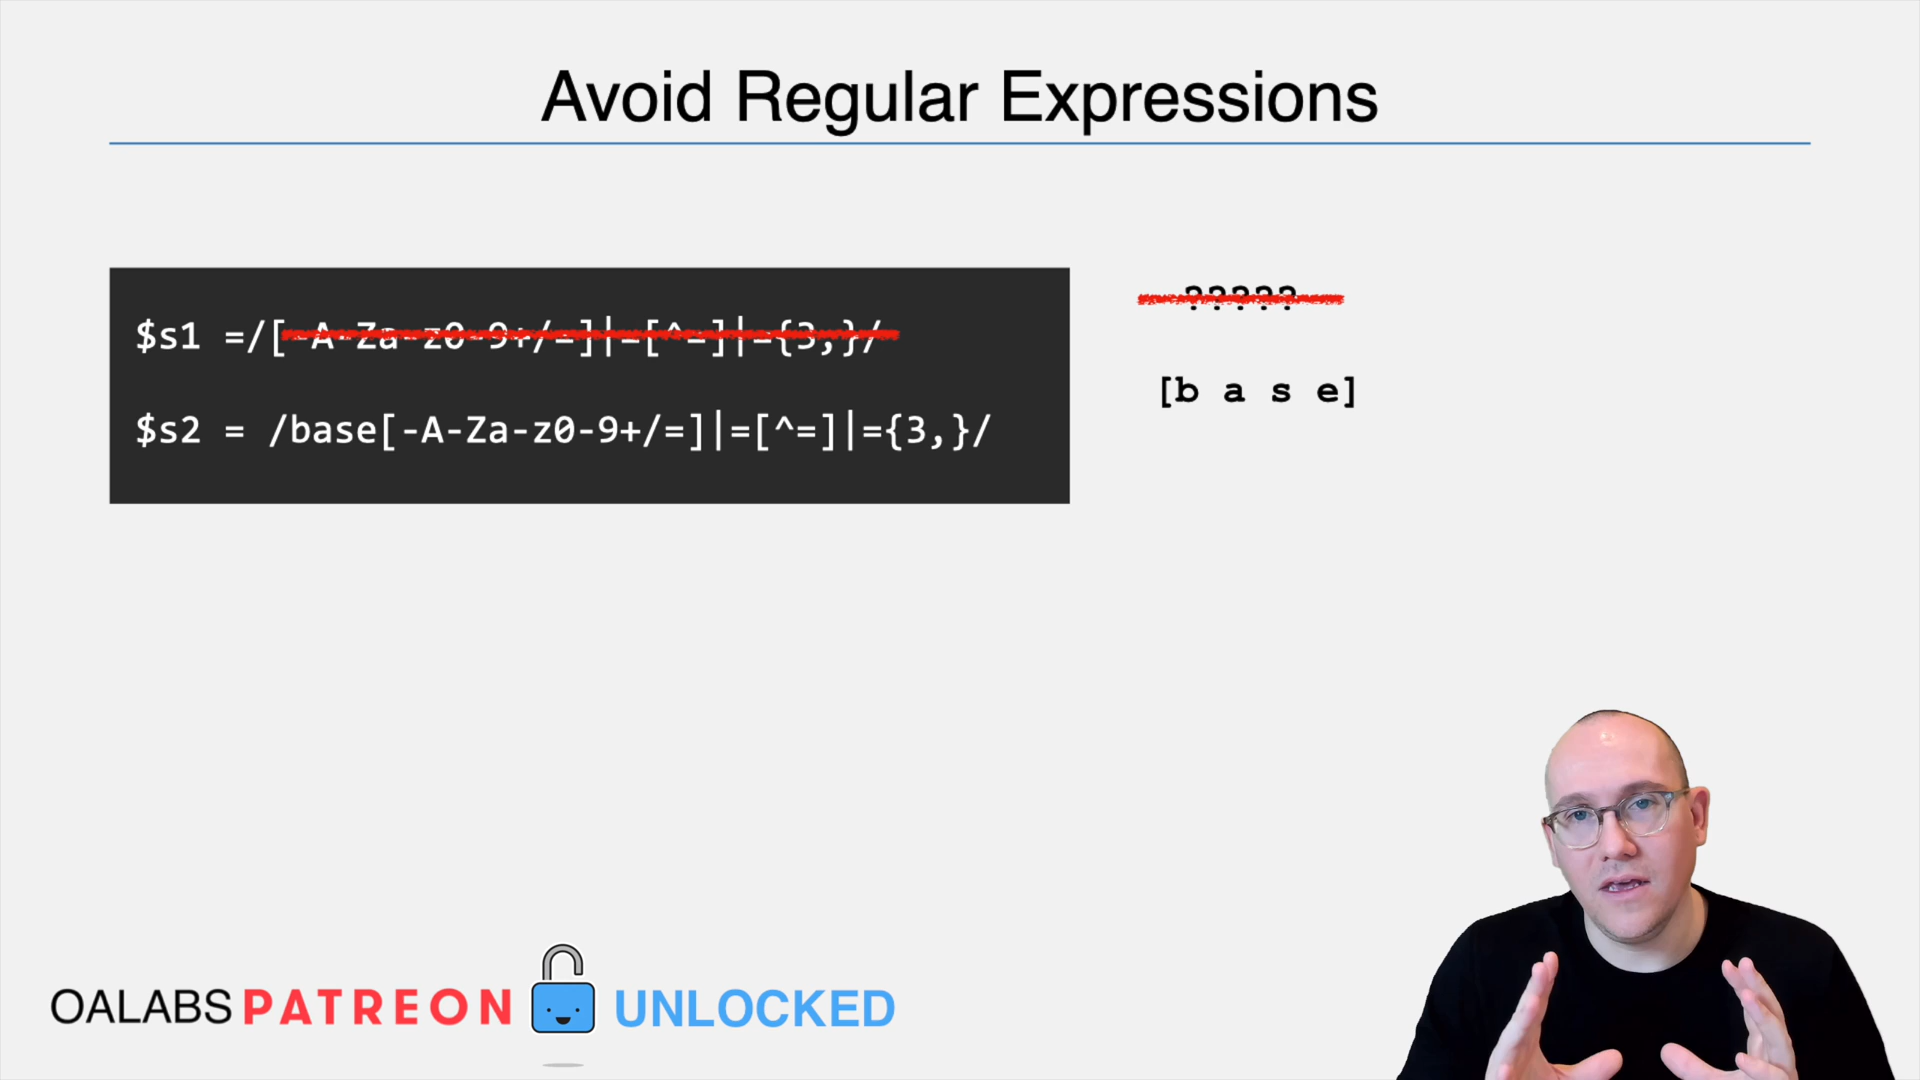 Avoid Regular Expressions
$s1 =/[-A-Za-z0-9+/=]|=[^=]|={3,}/
?????
[b a s e]
$s2 = /base[-A-Za-z0-9+/=]|=[^=]|={3,}/
OALABS PATREON UNLOCKED